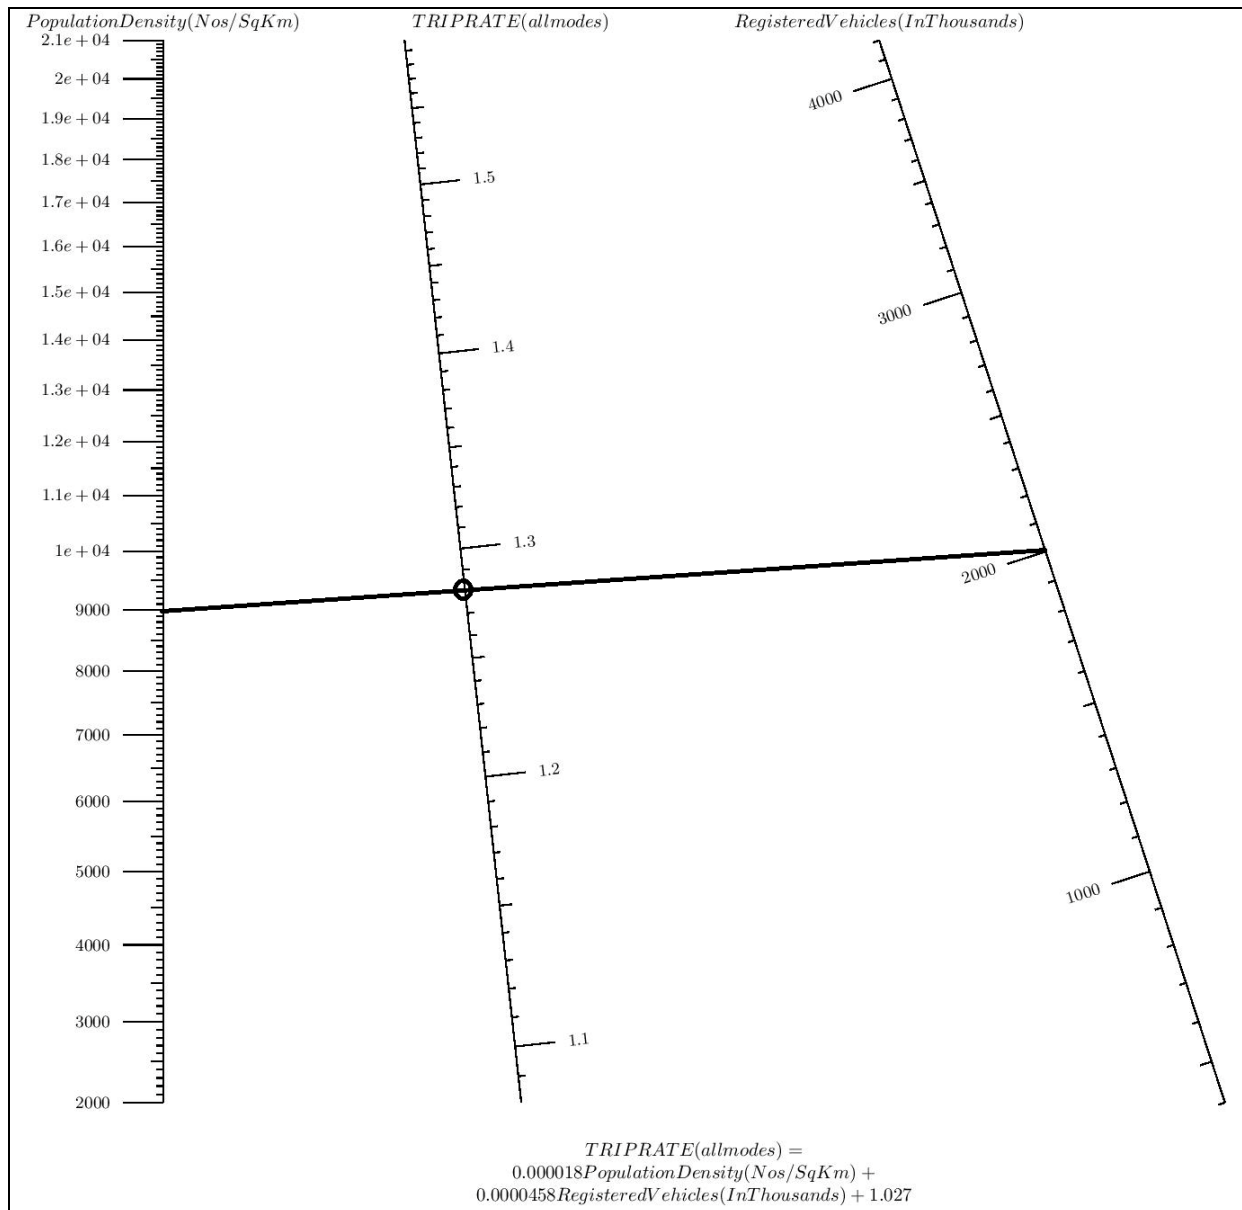 PopulationDensity(Nos/SqKm) TRIPRATE(allmodes) RegisteredVehicles(InThousands)
2.1e + 04
2e + 04
1.9e + 04
1.8e + 04
1.7e + 04
1.6e + 04
1.5e + 04
1.4e + 04
1.3e + 04
1.2e + 04
1.1e + 04
1e + 04
9000
8000
7000
6000
5000
4000
3000
2000
1.5
1.4
1.3
1.2
1.1
4000
3000
2000
1000
TRIPRATE(allmodes) =
0.000018PopulationDensity(Nos/SqKm) +
0.0000458RegisteredVehicles(InThousands) + 1.027